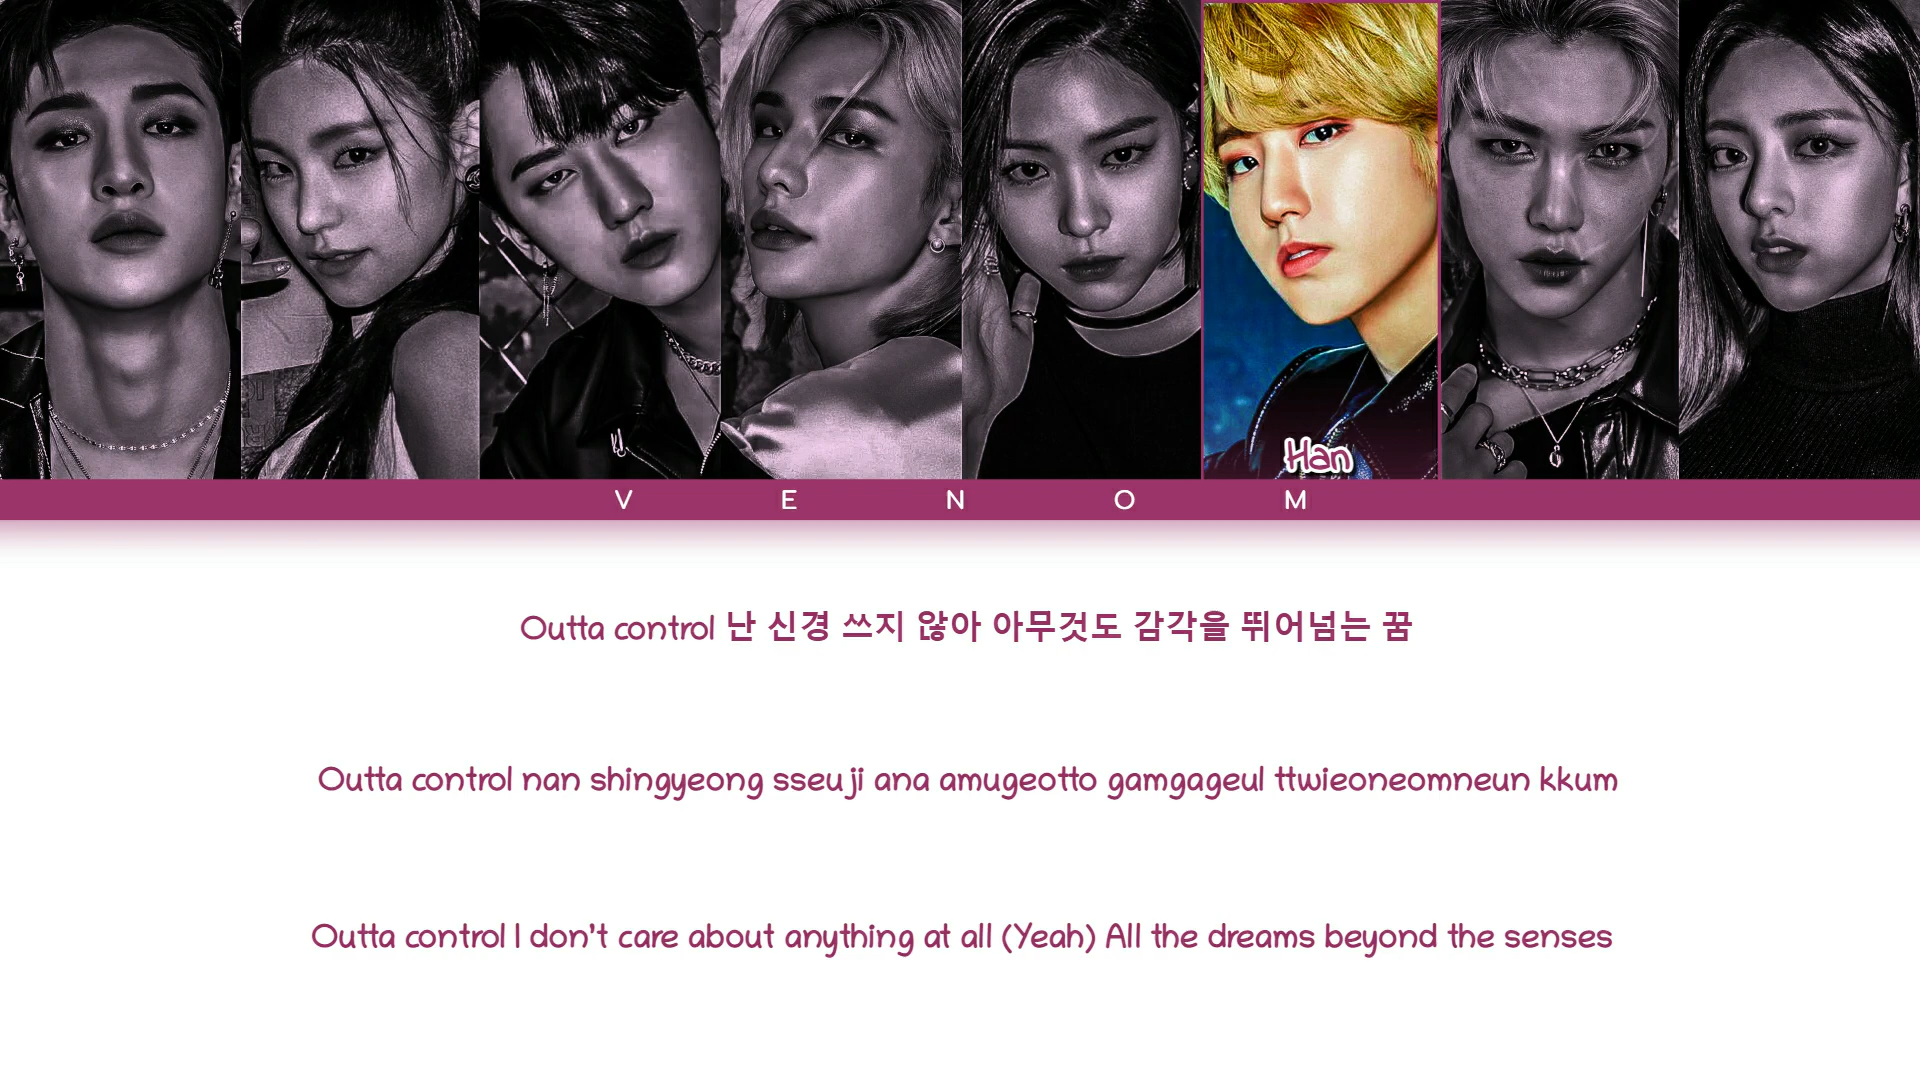 Han
V E N O M
Outta control 난 신경 쓰지 않아 아무것도 감각을 뛰어넘는 꿈
Outta control nan shingyeong sseuji ana amugeotto gamgageul ttwieoneomneun kkum
Outta control I don't care about anything at all (Yeah) All the dreams beyond the senses